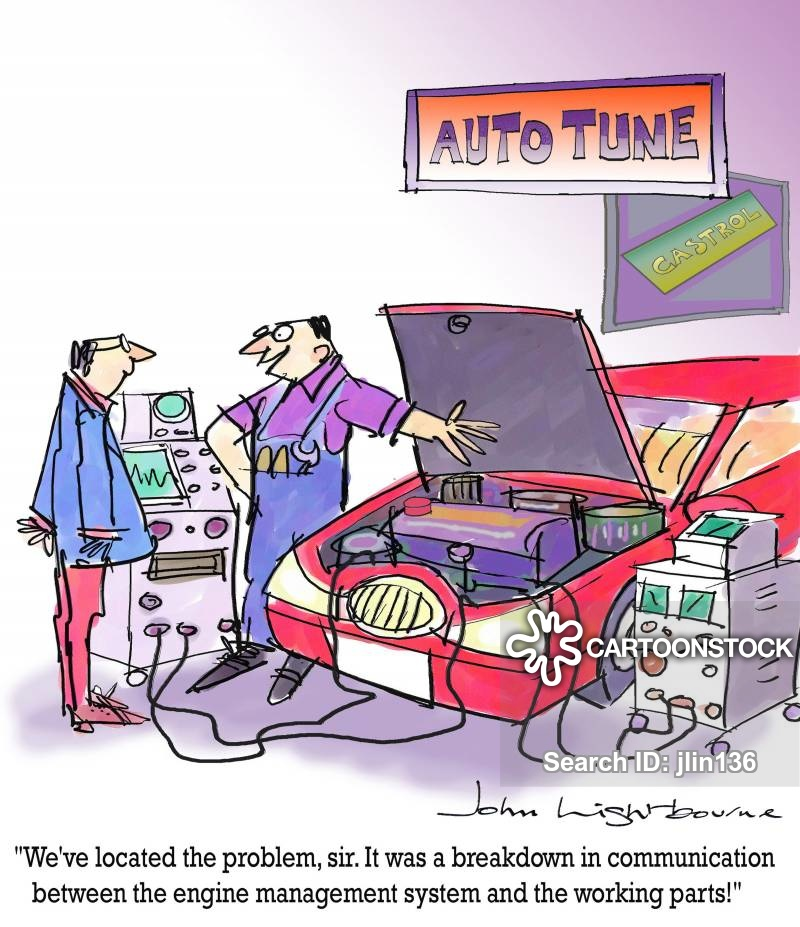 AUTO TUNE
CASTROL
CARTOONSTOCK
Search ID: jlin136
John Lightbourne
"We've located the problem, sir. It was a breakdown in communication
between the engine management system and the working parts!"